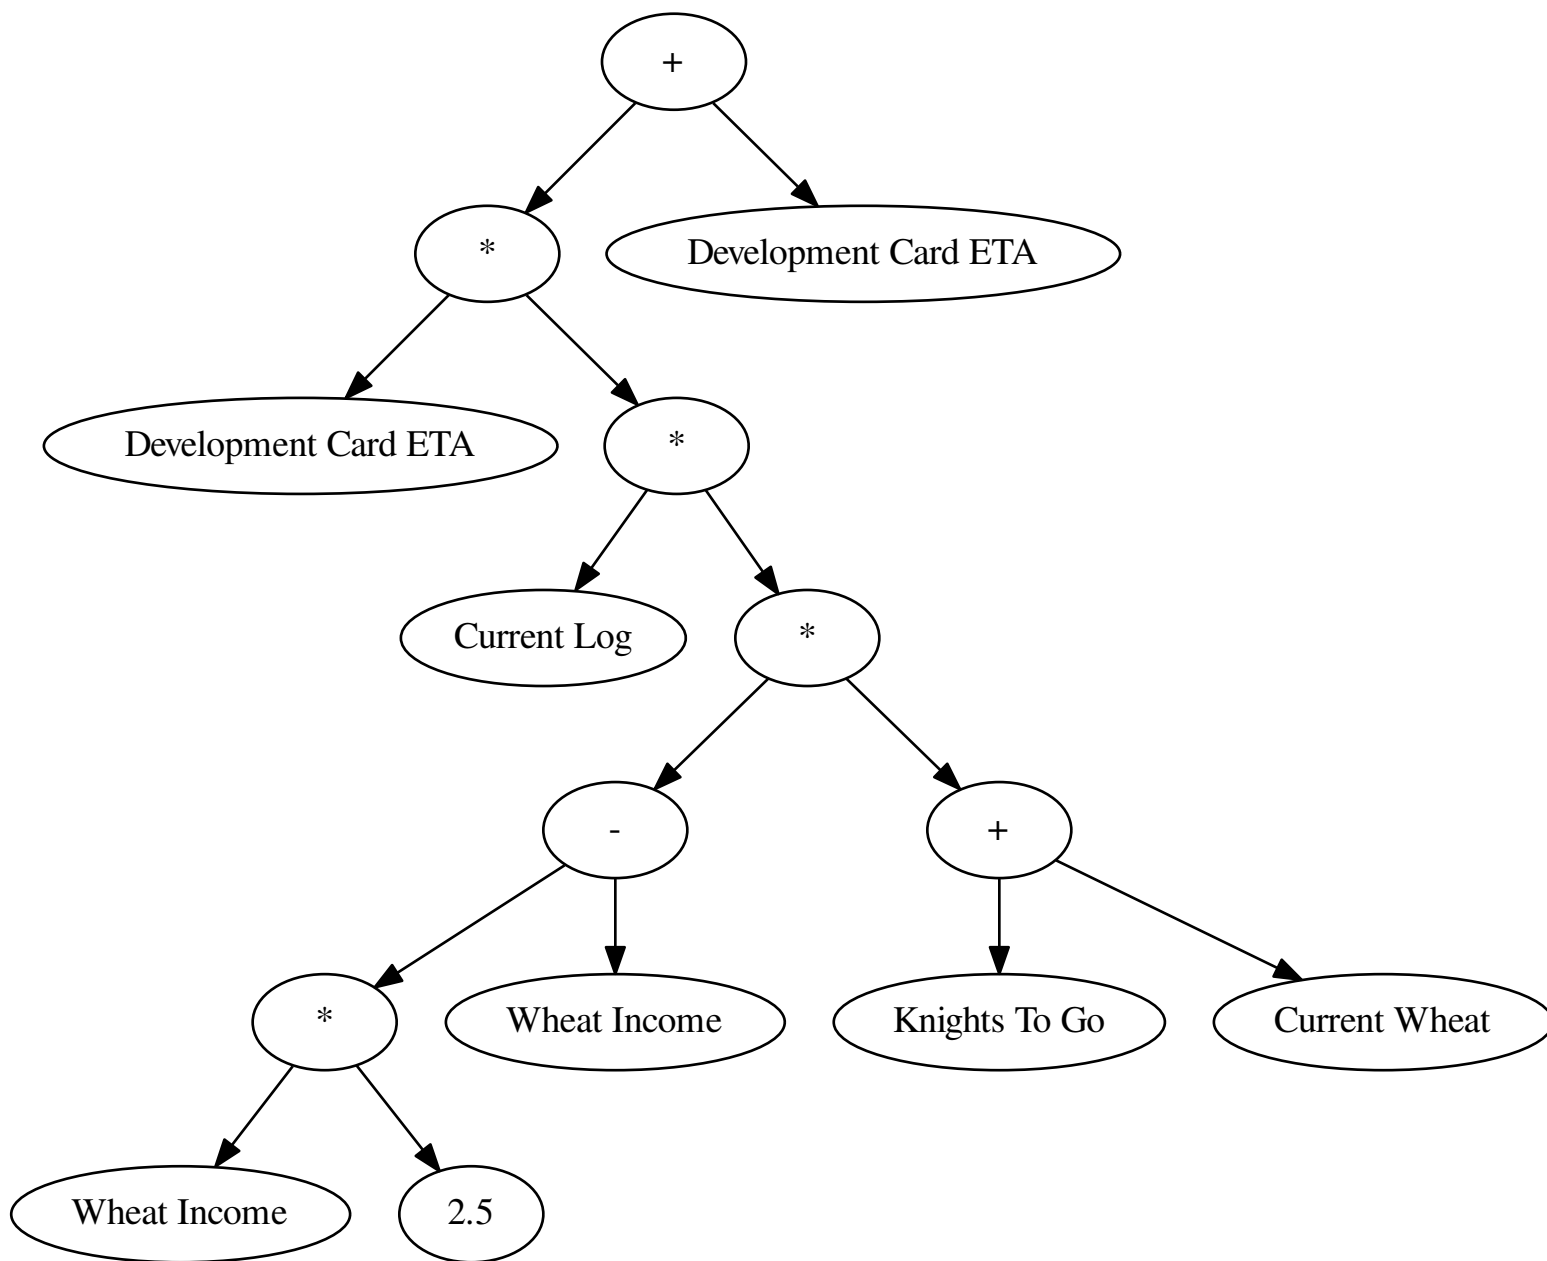 +
*
Development Card ETA
Development Card ETA
*
Current Log
*
-
+
*
Wheat Income
Knights To Go
Current Wheat
Wheat Income
2.5